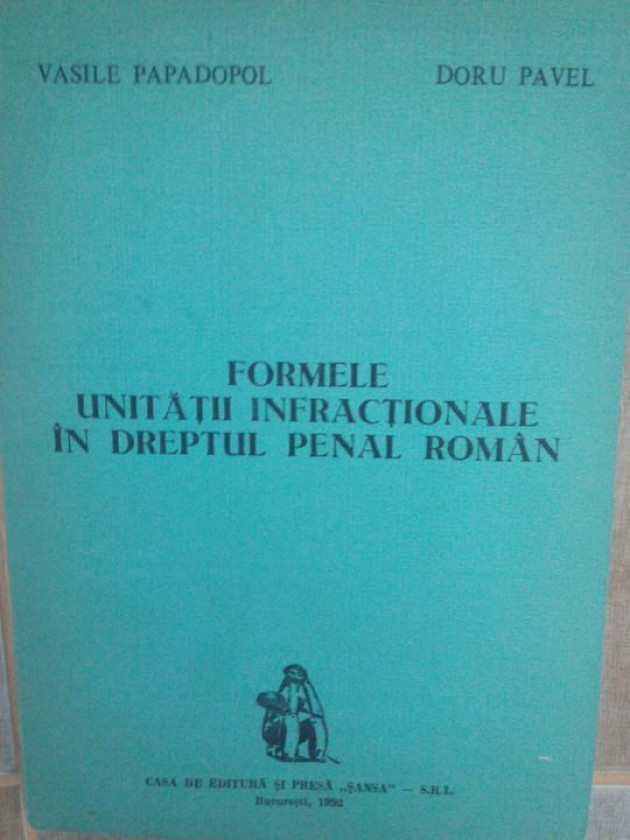 VASILE PAPADOPOL DORU PAVEL
FORMELE
UNITĂȚII INFRACȚIONALE
ÎN DREPTUL PENAL ROMÂN
CASA DE EDITURĂ ȘI PRESĂ „ȘANSA” — S.R.L.
București, 1992